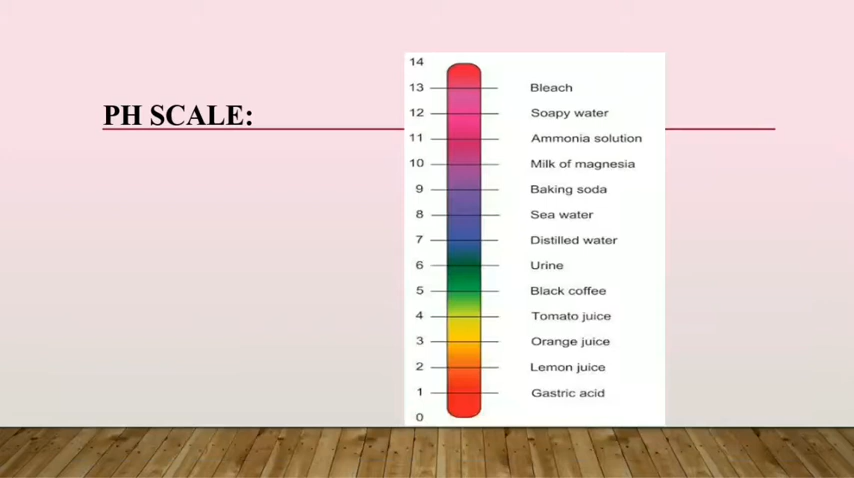 PH SCALE:
14
13 Bleach
12 Soapy water
11 Ammonia solution
10 Milk of magnesia
9 Baking soda
8 Sea water
7 Distilled water
6 Urine
5 Black coffee
4 Tomato juice
3 Orange juice
2 Lemon juice
1 Gastric acid
0